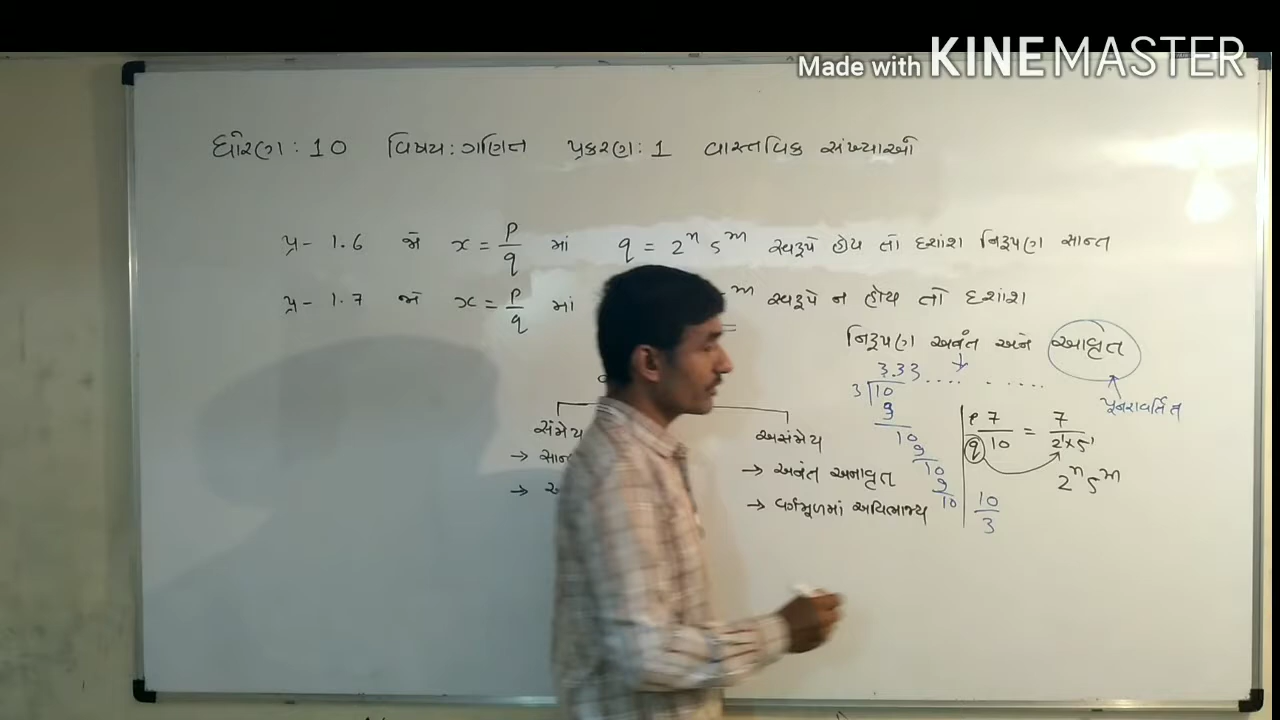 Made with KINEMASTER
ધોરણ : 10 વિષય : ગણિત પ્રકરણ : 1 વાસ્તવિક સંખ્યાઓ
પ્ર- 1.6 જો x = p/q માં q = 2ⁿ 5ᵐ સ્વરૂપે હોય તો દશાંશ નિરૂપણ સાન્ત
પ્ર- 1.7 જો x = p/q માં ᵐ સ્વરૂપે ન હોય તો દશાંશ
નિરૂપણ અનંત અને આવૃત
પુનરાવર્તિત
3.33.... .....
3 10
9
10
9
10
9
10
p 7/10 = 7/2¹×5¹
q
2ⁿ 5ᵐ
10/3
સંમેય
→ સાન
→
અસંમેય
→ અનંત અનાવૃત
→ વર્ગમૂળમાં અવિભાજ્ય